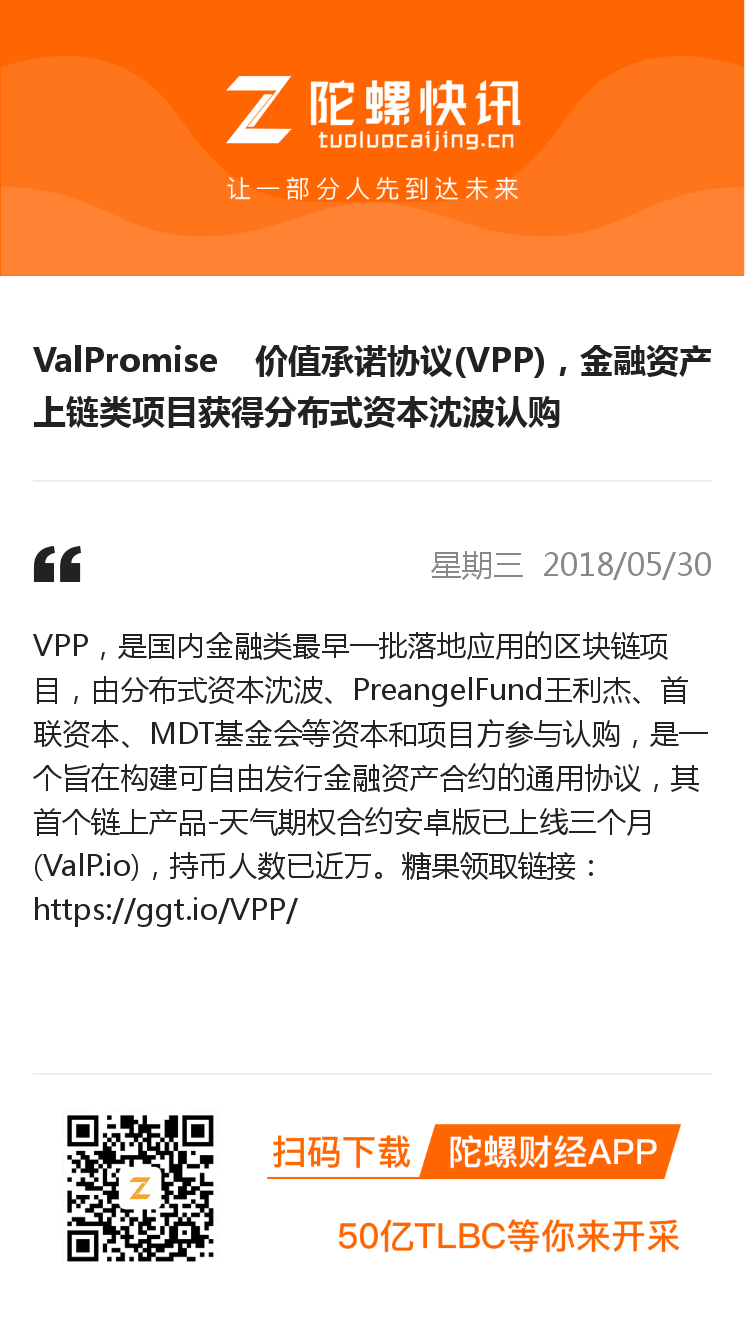 陀螺快讯
tuoluocaijing.cn
让一部分人先到达未来
ValPromise 价值承诺协议(VPP)，金融资产
上链类项目获得分布式资本沈波认购
星期三 2018/05/30
VPP，是国内金融类最早一批落地应用的区块链项
目，由分布式资本沈波、PreangelFund王利杰、首
联资本、MDT基金会等资本和项目方参与认购，是一
个旨在构建可自由发行金融资产合约的通用协议，其
首个链上产品-天气期权合约安卓版已上线三个月
(ValP.io)，持币人数已近万。糖果领取链接：
https://ggt.io/VPP/
扫码下载 陀螺财经APP
50亿TLBC等你来开采